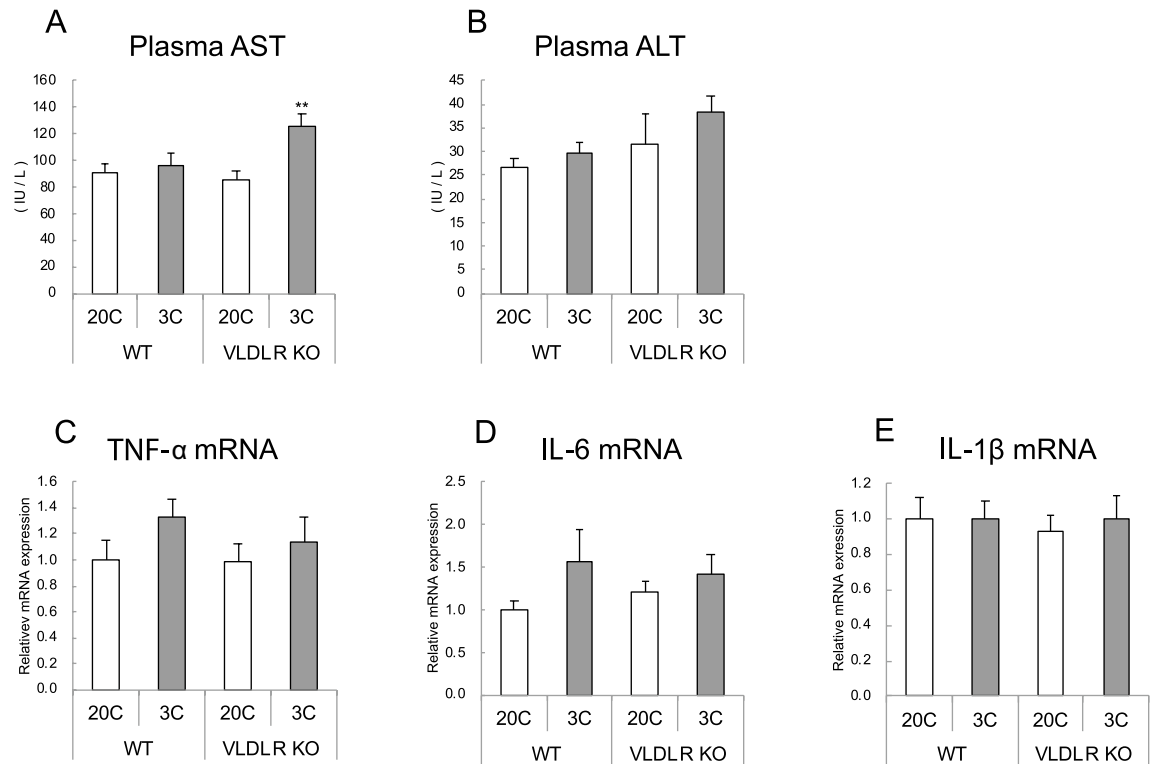 A
Plasma AST
( IU / L )
160
140
120
100
80
60
40
20
0
**
20C 3C 20C 3C
WT VLDLR KO
B
Plasma ALT
( IU / L )
45
40
35
30
25
20
15
10
5
0
20C 3C 20C 3C
WT VLDLR KO
C
TNF-α mRNA
Relativev mRNA expression
1.6
1.4
1.2
1.0
0.8
0.6
0.4
0.2
0.0
20C 3C 20C 3C
WT VLDLR KO
D
IL-6 mRNA
Relative mRNA expression
2.5
2.0
1.5
1.0
0.5
0.0
20C 3C 20C 3C
WT VLDLR KO
E
IL-1β mRNA
Relative mRNA exression
1.2
1.0
0.8
0.6
0.4
0.2
0.0
20C 3C 20C 3C
WT VLDLR KO